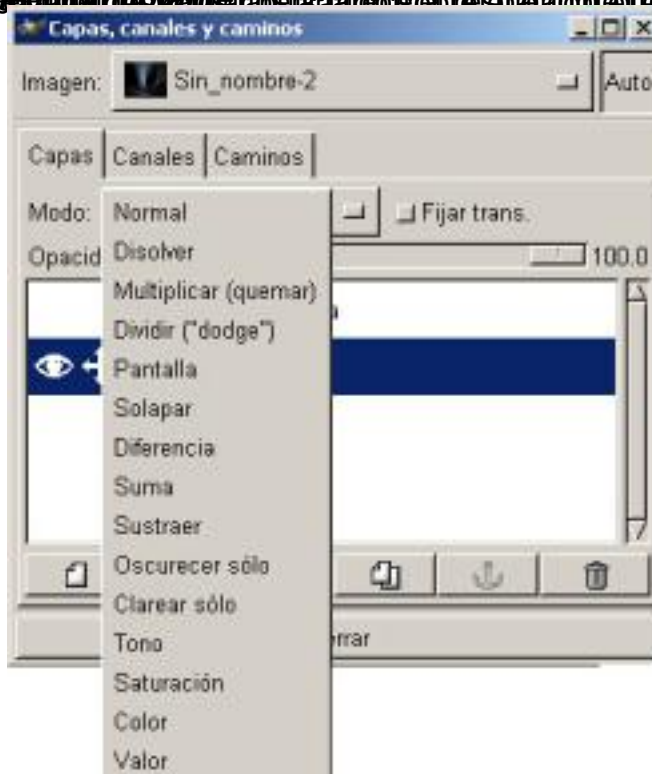 Capas, canales y caminos
Imagen: Sin_nombre-2 Auto
Capas Canales Caminos
Modo: Fijar trans.
Opacid 100.0
Normal
Disolver
Multiplicar (quemar)
Dividir ("dodge")
Pantalla
Solapar
Diferencia
Suma
Sustraer
Oscurecer sólo
Clarear sólo
Tono
Saturación
Color
Valor
rrar